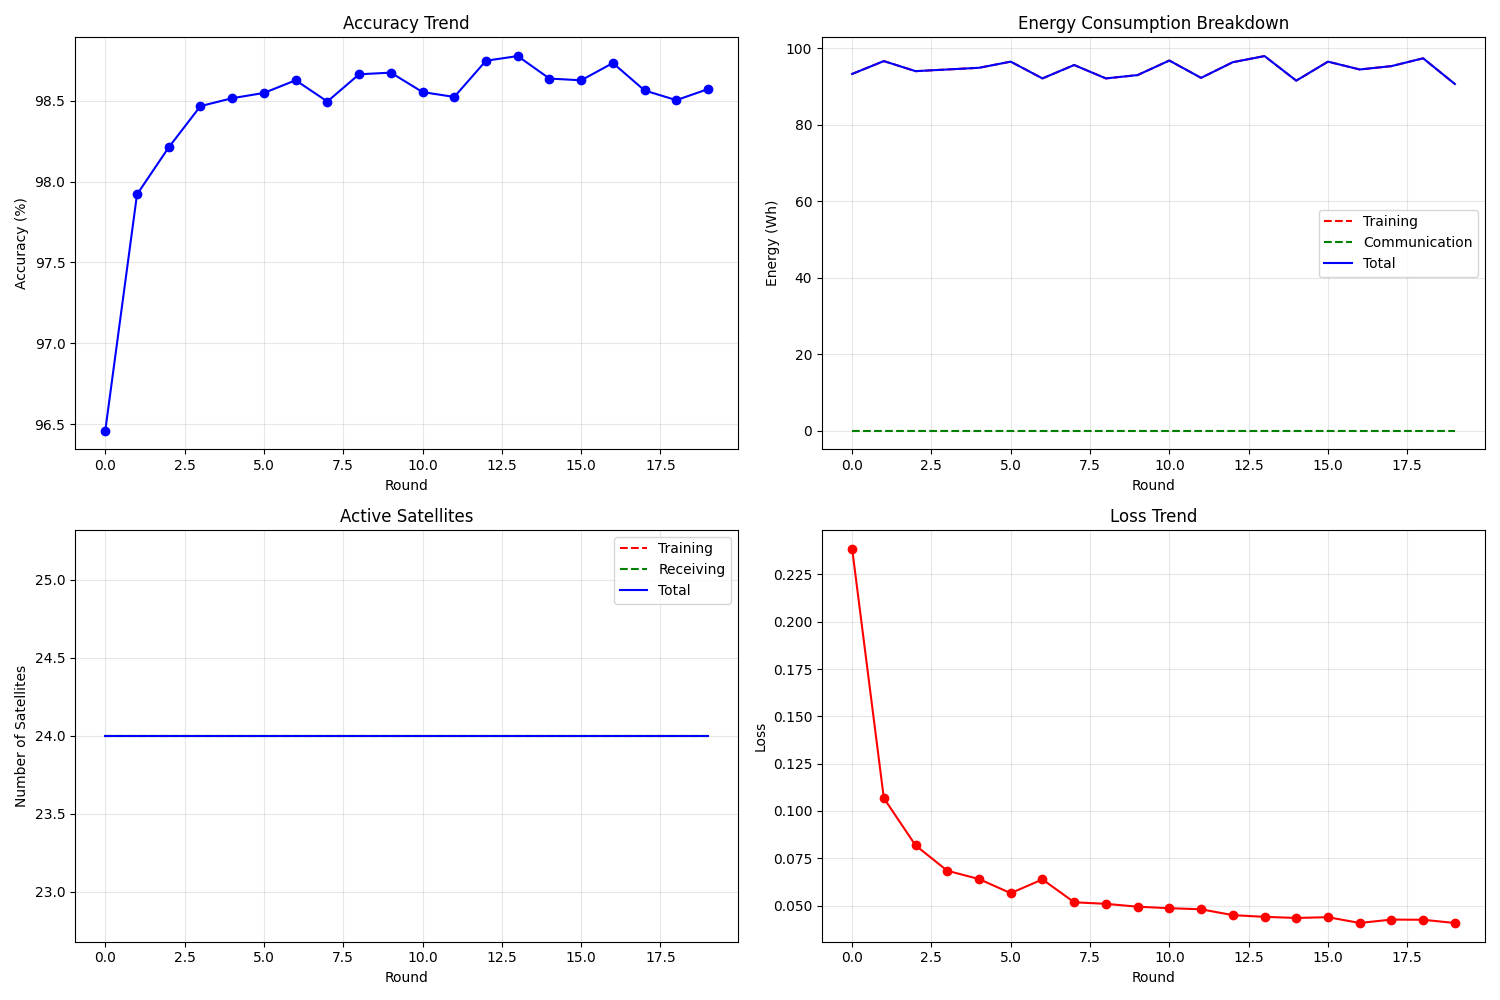 Accuracy Trend
Accuracy (%)
98.5
98.0
97.5
97.0
96.5
0.0 2.5 5.0 7.5 10.0 12.5 15.0 17.5
Round
Energy Consumption Breakdown
Energy (Wh)
100
80
60
40
20
0
Training
Communication
Total
0.0 2.5 5.0 7.5 10.0 12.5 15.0 17.5
Round
Active Satellites
Number of Satellites
25.0
24.5
24.0
23.5
23.0
Training
Receiving
Total
0.0 2.5 5.0 7.5 10.0 12.5 15.0 17.5
Round
Loss Trend
Loss
0.225
0.200
0.175
0.150
0.125
0.100
0.075
0.050
0.0 2.5 5.0 7.5 10.0 12.5 15.0 17.5
Round